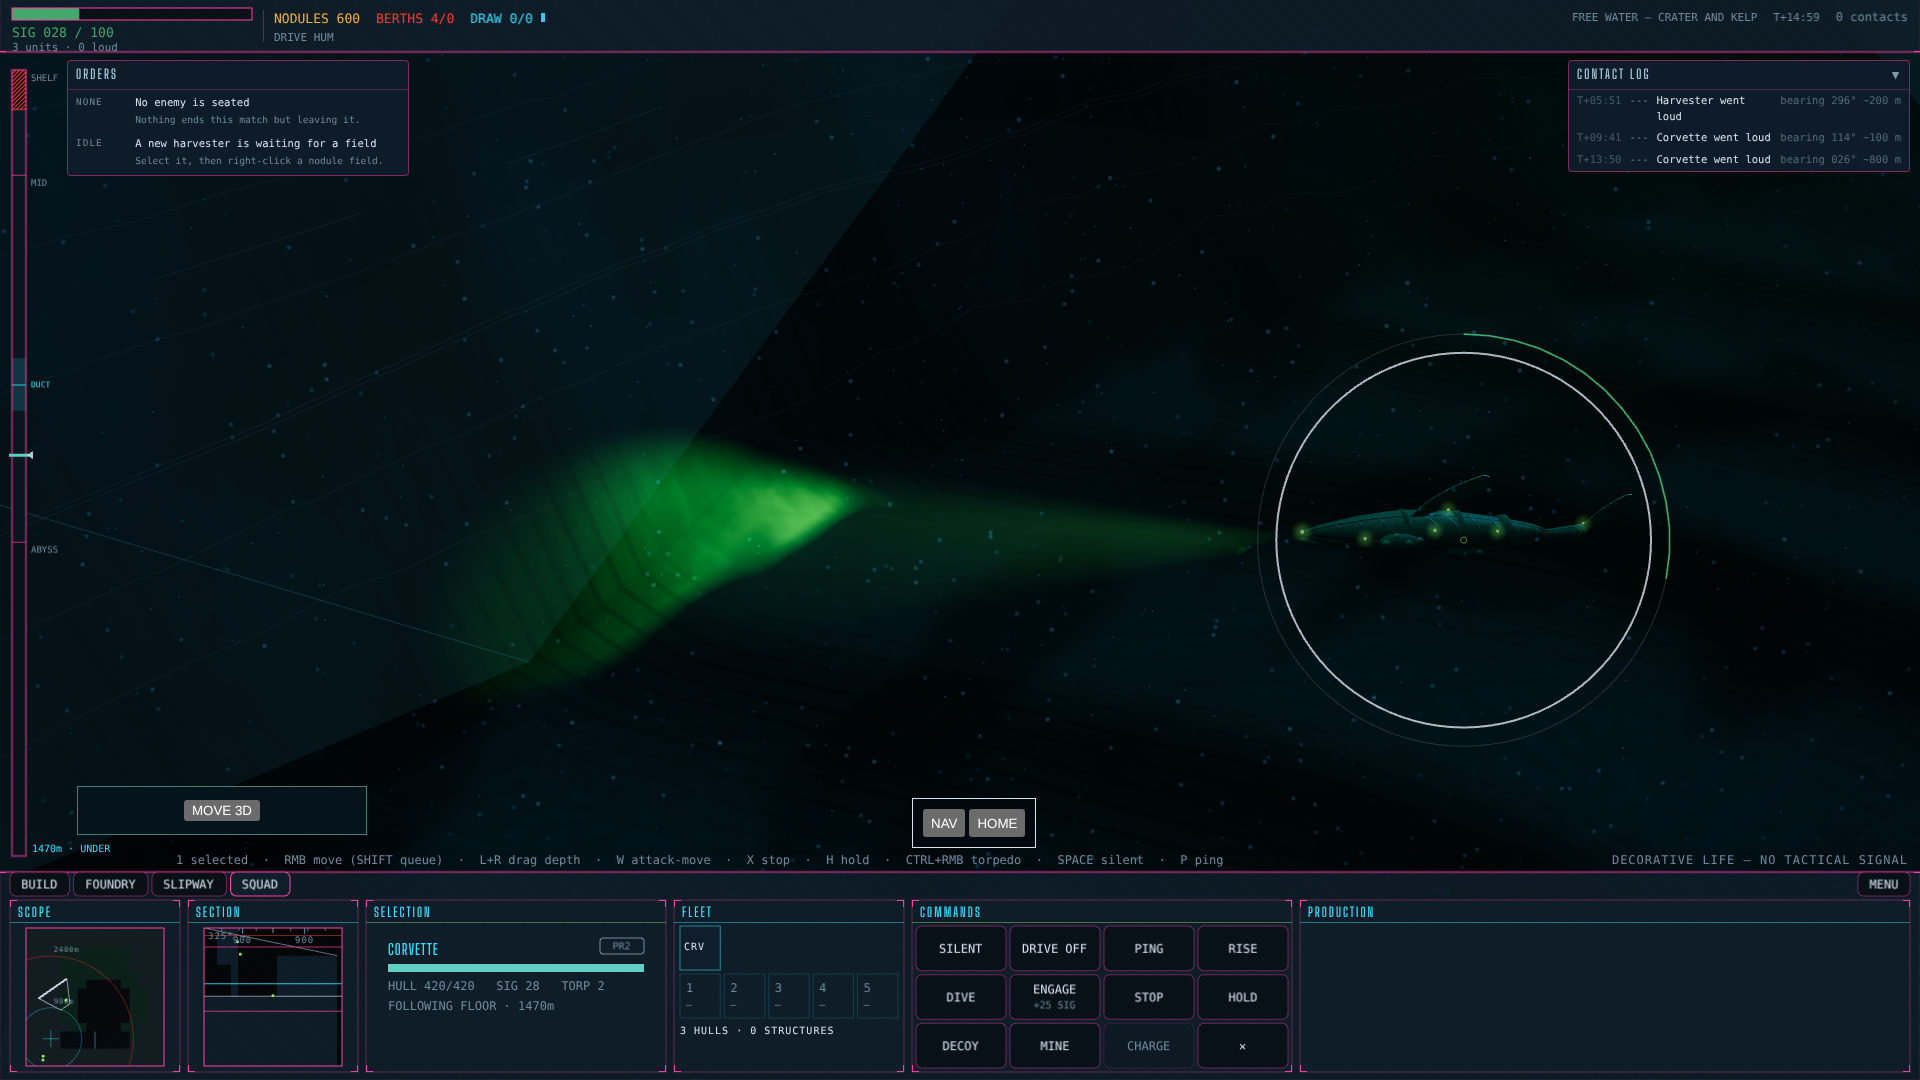 SIG 028 / 100
3 units · 0 loud
NODULES 600 BERTHS 4/0 DRAW 0/0
DRIVE HUM
FREE WATER — CRATER AND KELP T+14:59 0 contacts
SHELF
MID
DUCT
ABYSS
1470m · UNDER
ORDERS
NONE No enemy is seated
Nothing ends this match but leaving it.
IDLE A new harvester is waiting for a field
Select it, then right-click a nodule field.
CONTACT LOG ▼
T+05:51 --- Harvester went loud bearing 296° ~200 m
T+09:41 --- Corvette went loud bearing 114° ~100 m
T+13:50 --- Corvette went loud bearing 026° ~800 m
MOVE 3D
NAV HOME
1 selected · RMB move (SHIFT queue) · L+R drag depth · W attack-move · X stop · H hold · CTRL+RMB torpedo · SPACE silent · P ping
DECORATIVE LIFE — NO TACTICAL SIGNAL
BUILD FOUNDRY SLIPWAY SQUAD
MENU
SCOPE
2400m
SECTION
325°
900
SELECTION
CORVETTE PR2
HULL 420/420 SIG 28 TORP 2
FOLLOWING FLOOR · 1470m
FLEET
CRV
1 2 3 4 5
– – – – –
3 HULLS · 0 STRUCTURES
COMMANDS
SILENT DRIVE OFF PING RISE
DIVE ENGAGE +25 SIG STOP HOLD
DECOY MINE CHARGE ×
PRODUCTION